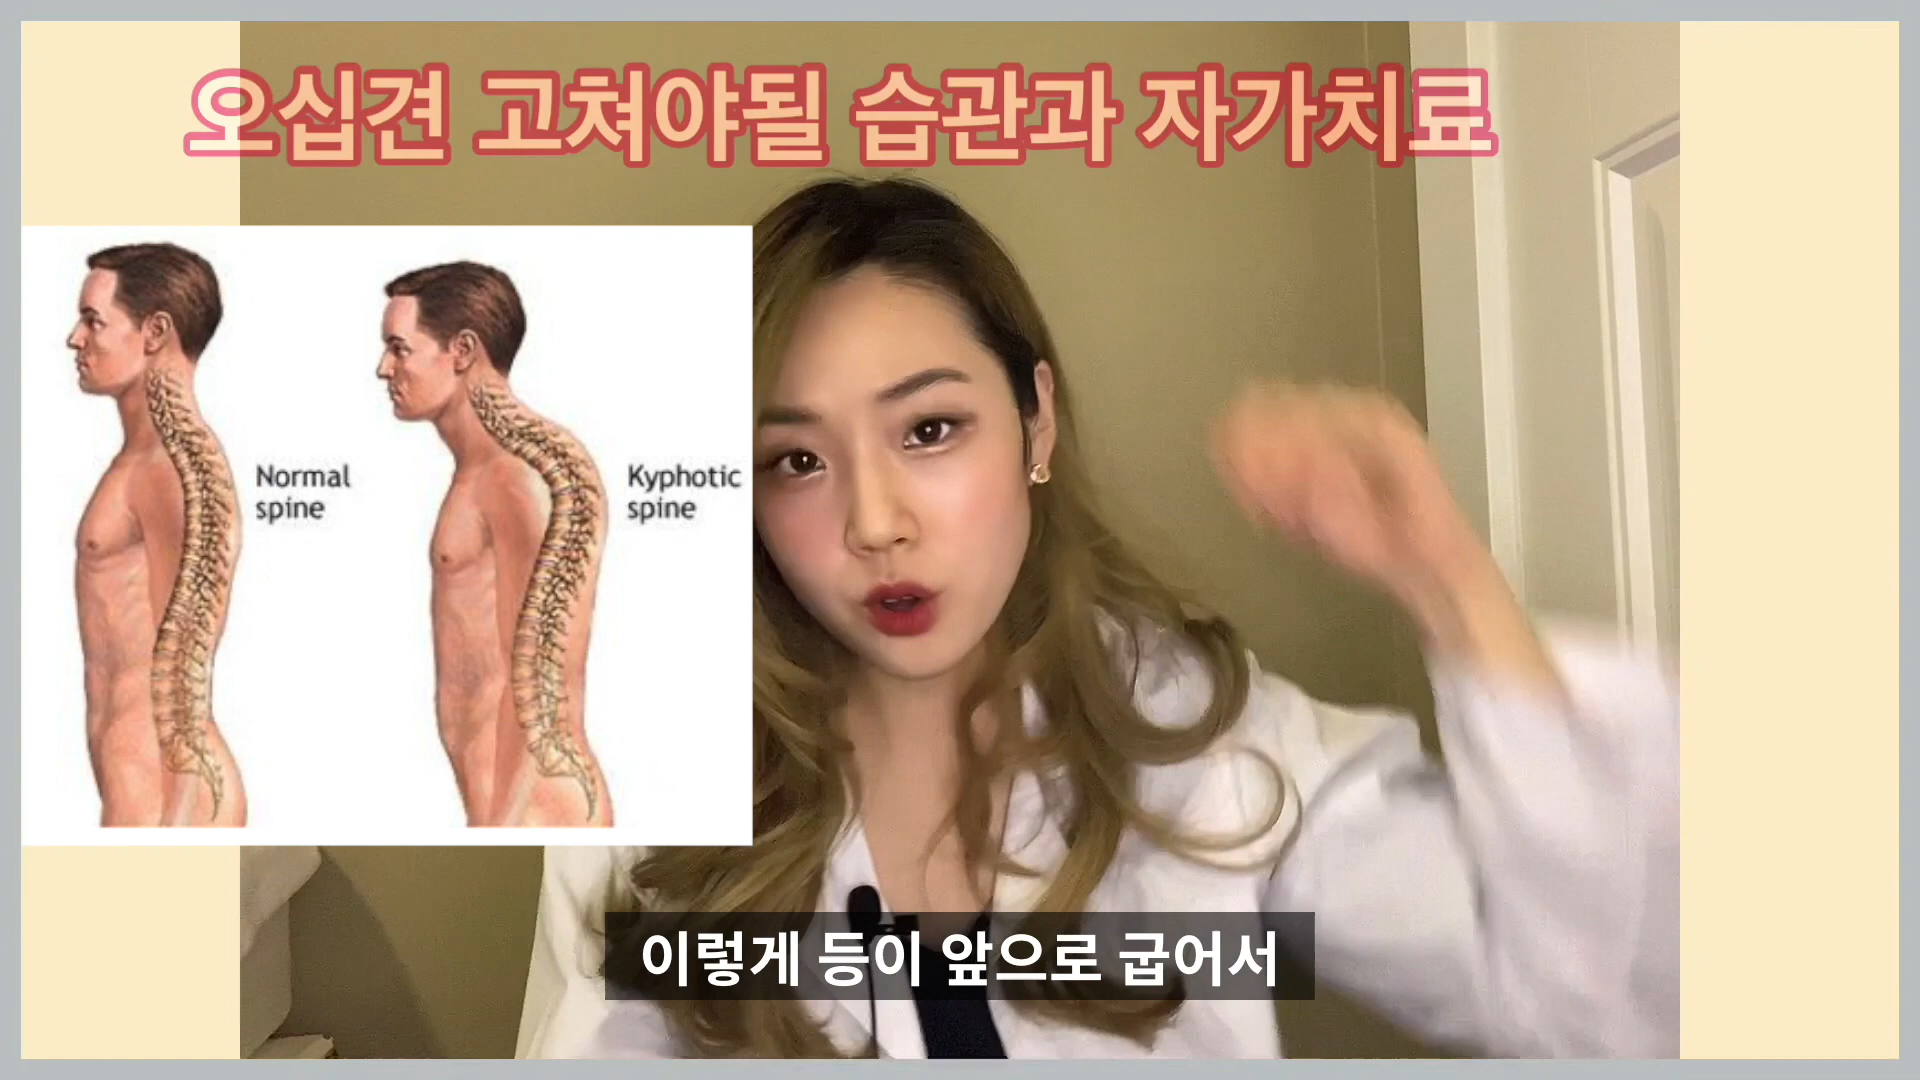 오십견 고쳐야될 습관과 자가치료
Normal
spine
Kyphotic
spine
이렇게 등이 앞으로 굽어서